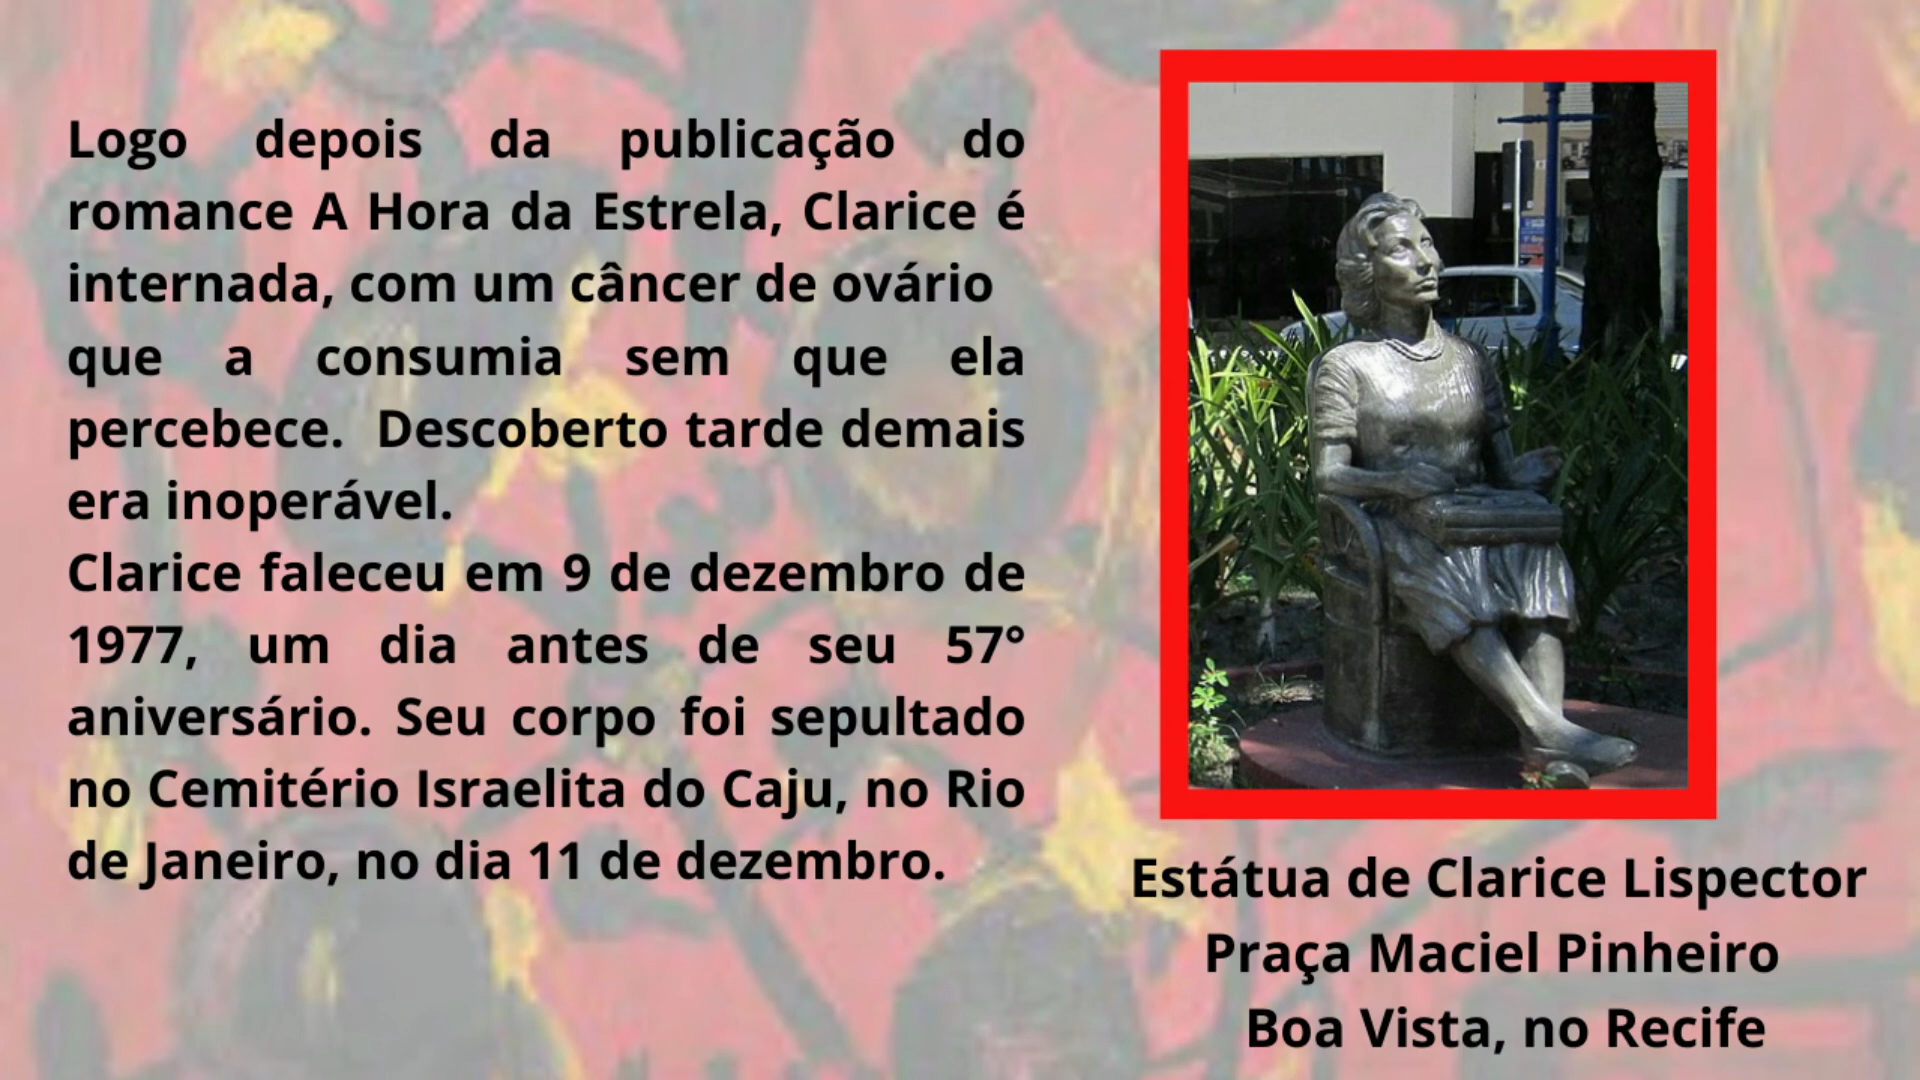 Logo depois da publicação do
romance A Hora da Estrela, Clarice é
internada, com um câncer de ovário
que a consumia sem que ela
percebece. Descoberto tarde demais
era inoperável.
Clarice faleceu em 9 de dezembro de
1977, um dia antes de seu 57°
aniversário. Seu corpo foi sepultado
no Cemitério Israelita do Caju, no Rio
de Janeiro, no dia 11 de dezembro.
Estátua de Clarice Lispector
Praça Maciel Pinheiro
Boa Vista, no Recife